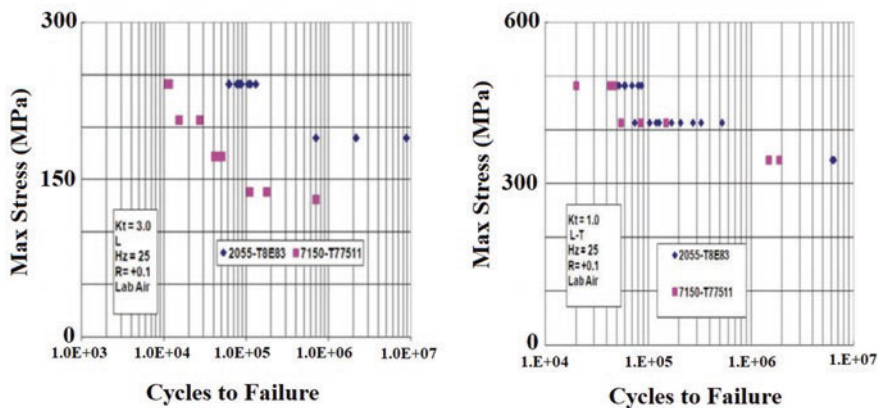 300
150
0
Max Stress (MPa)
Kt = 3.0
L
Hz = 25
R= +0.1
Lab Air
2055-T8E83 7150-T77511
1.0E+03 1.0E+04 1.0E+05 1.0E+06 1.0E+07
Cycles to Failure
600
300
0
Max Stress (MPa)
Kt = 1.0
L-T
Hz = 25
R= +0.1
Lab Air
2055-T8E83
7150-T77511
1.E+04 1.E+05 1.E+06 1.E+07
Cycles to Failure